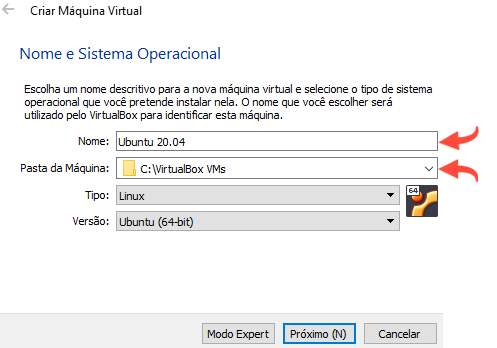 Criar Máquina Virtual
Nome e Sistema Operacional
Escolha um nome descritivo para a nova máquina virtual e selecione o tipo de sistema
operacional que você pretende instalar nela. O nome que você escolher será
utilizado pelo VirtualBox para identificar esta máquina.
Nome: Ubuntu 20.04
Pasta da Máquina: C:\VirtualBox VMs
Tipo: Linux
64
Versão: Ubuntu (64-bit)
Modo Expert Próximo (N) Cancelar